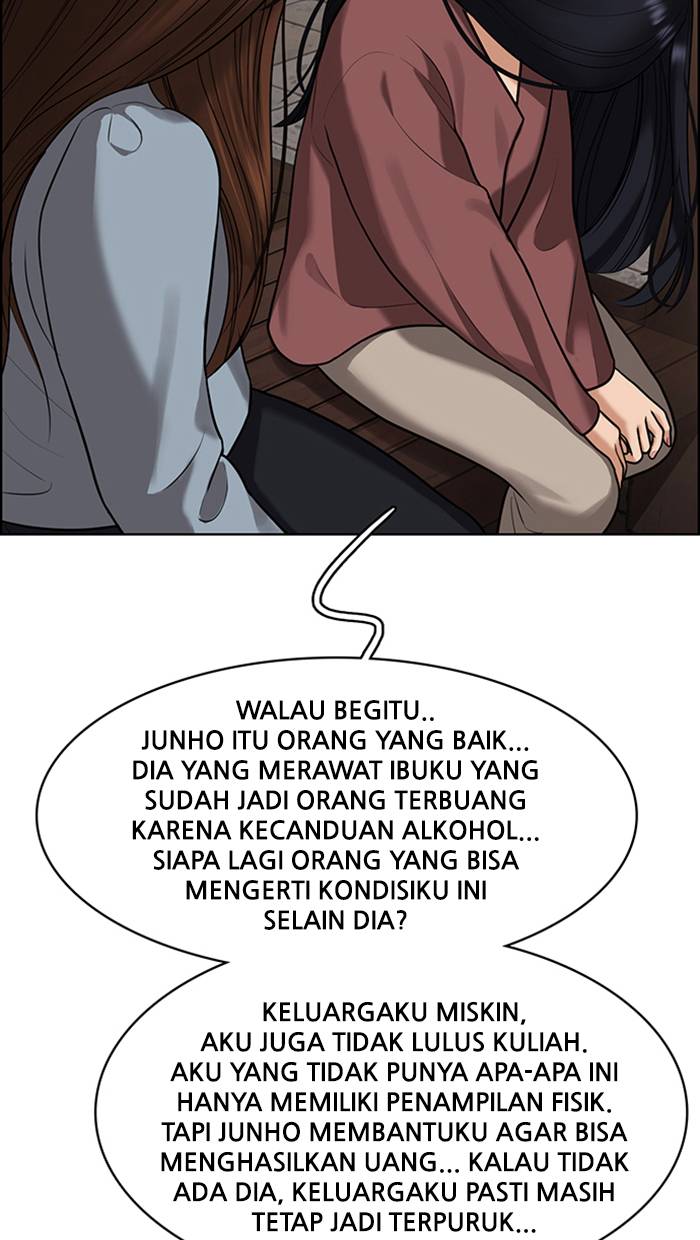 WALAU BEGITU..
JUNHO ITU ORANG YANG BAIK...
DIA YANG MERAWAT IBUKU YANG
SUDAH JADI ORANG TERBUANG
KARENA KECANDUAN ALKOHOL...
SIAPA LAGI ORANG YANG BISA
MENGERTI KONDISIKU INI
SELAIN DIA?
KELUARGAKU MISKIN,
AKU JUGA TIDAK LULUS KULIAH.
AKU YANG TIDAK PUNYA APA-APA INI
HANYA MEMILIKI PENAMPILAN FISIK.
TAPI JUNHO MEMBANTUKU AGAR BISA
MENGHASILKAN UANG... KALAU TIDAK
ADA DIA, KELUARGAKU PASTI MASIH
TETAP JADI TERPURUK...